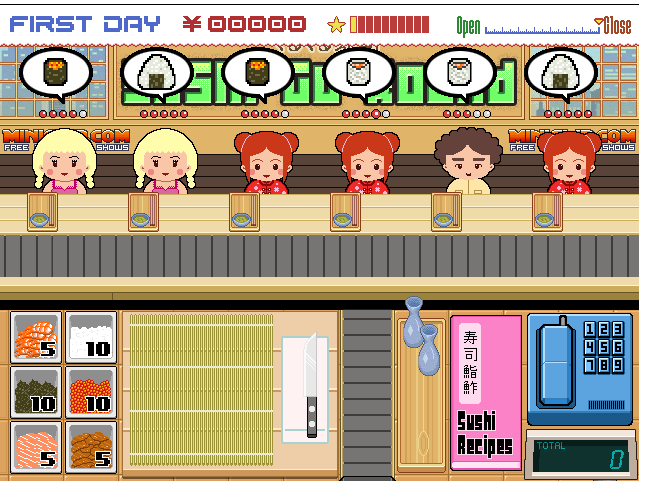 FIRST DAY ¥00000 Open Close
SUSHI GO ROUND
MINICLIP.COM MINICLIP.COM
FREE SHOWS FREE SHOWS
5 10
10 10
5 5
寿
司
鮨
鮓
Sushi
Recipes
1 2 3
4 5 6
7 8 9
TOTAL
0